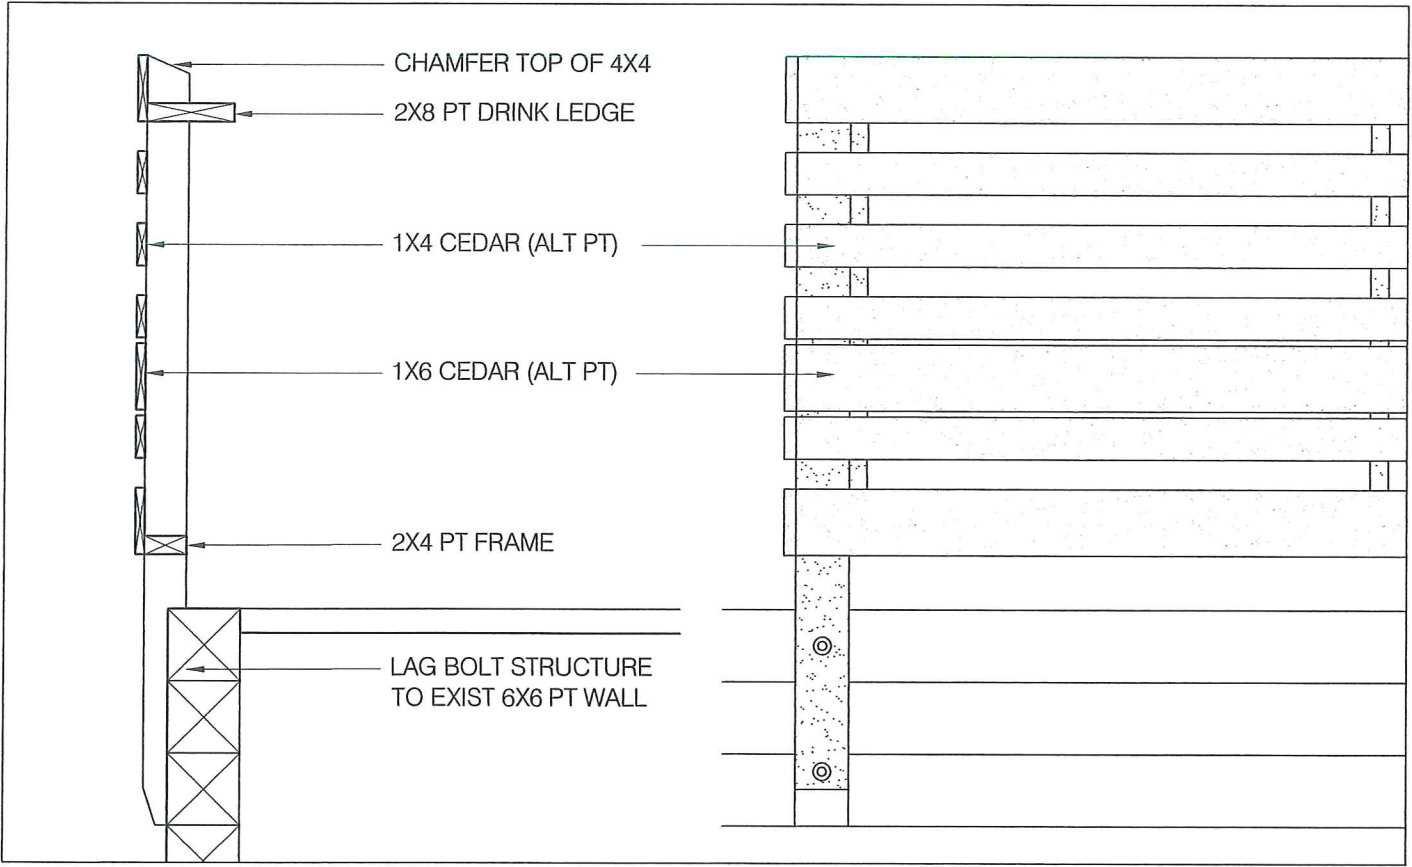 CHAMFER TOP OF 4X4
2X8 PT DRINK LEDGE
1X4 CEDAR (ALT PT)
1X6 CEDAR (ALT PT)
2X4 PT FRAME
LAG BOLT STRUCTURE
TO EXIST 6X6 PT WALL